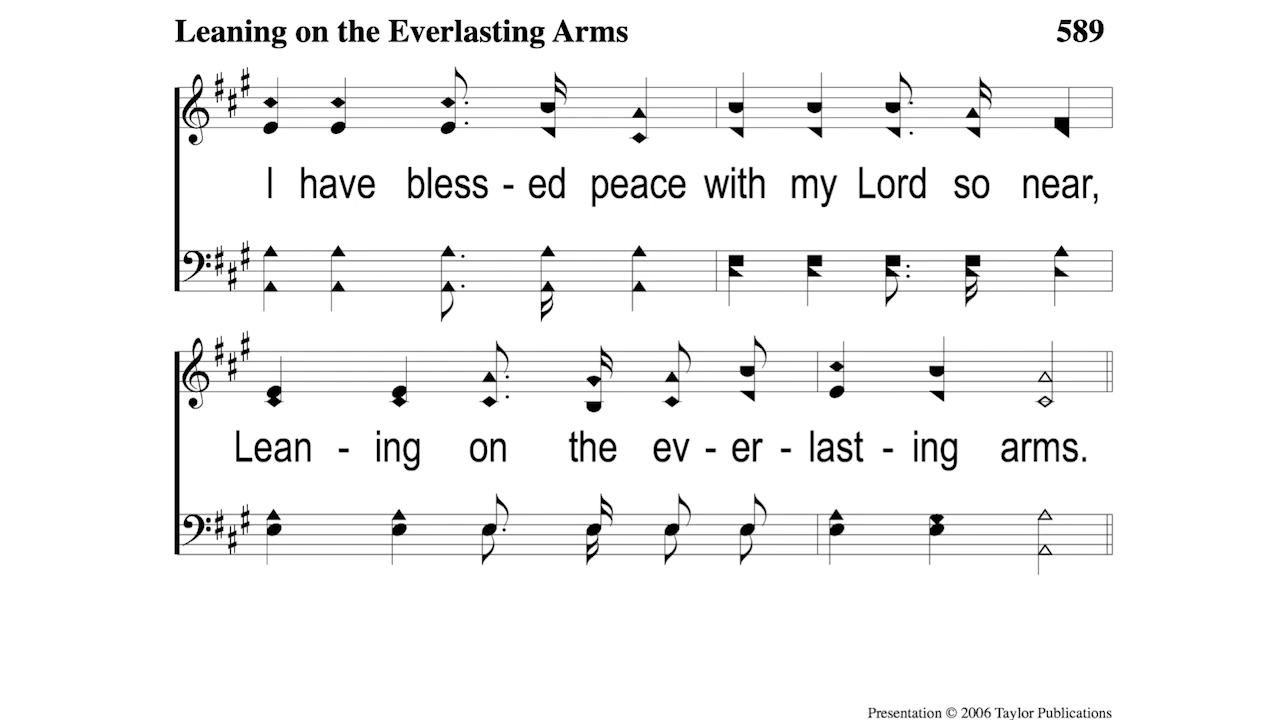 Leaning on the Everlasting Arms 589
I have bless - ed peace with my Lord so near,
Lean - ing on the ev - er - last - ing arms.
Presentation © 2006 Taylor Publications